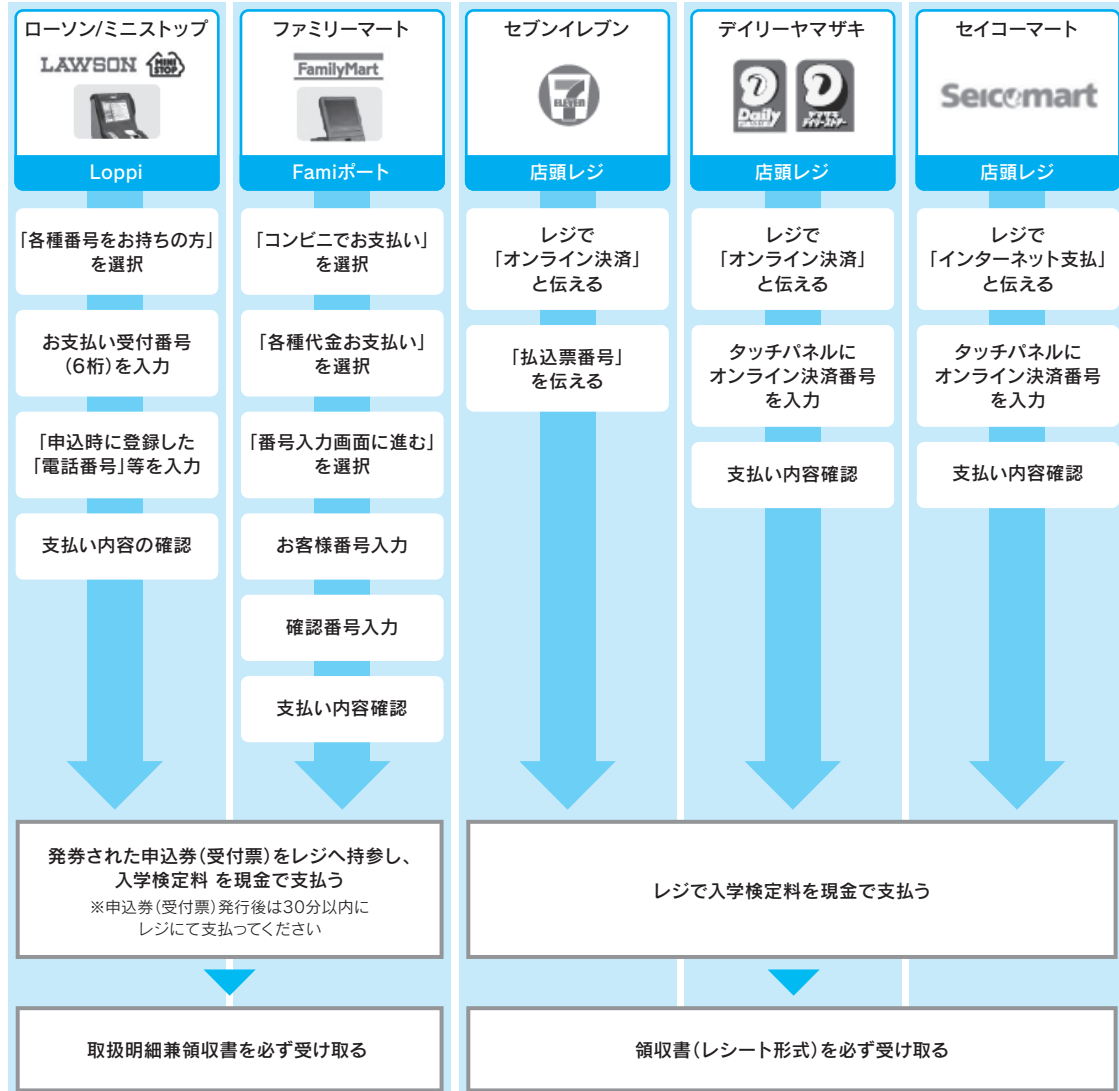 ローソン/ミニストップ
LAWSON
MINI
STOP
Loppi
「各種番号をお持ちの方」
を選択
お支払い受付番号
(6桁)を入力
「申込時に登録した
「電話番号」等を入力
支払い内容の確認
ファミリーマート
FamilyMart
Famiポート
「コンビニでお支払い」
を選択
「各種代金お支払い」
を選択
「番号入力画面に進む」
を選択
お客様番号入力
確認番号入力
支払い内容確認
セブンイレブン
7
ELEVEN
店頭レジ
レジで
「オンライン決済」
と伝える
「払込票番号」
を伝える
デイリーヤマザキ
Daily
ヤマザキ
デイリーストアー
店頭レジ
レジで
「オンライン決済」
と伝える
タッチパネルに
オンライン決済番号
を入力
支払い内容確認
セイコーマート
Seicomart
店頭レジ
レジで
「インターネット支払」
と伝える
タッチパネルに
オンライン決済番号
を入力
支払い内容確認
発券された申込券(受付票)をレジへ持参し、
入学検定料 を現金で支払う
※申込券(受付票)発行後は30分以内に
レジにて支払ってください
取扱明細兼領収書を必ず受け取る
レジで入学検定料を現金で支払う
領収書(レシート形式)を必ず受け取る